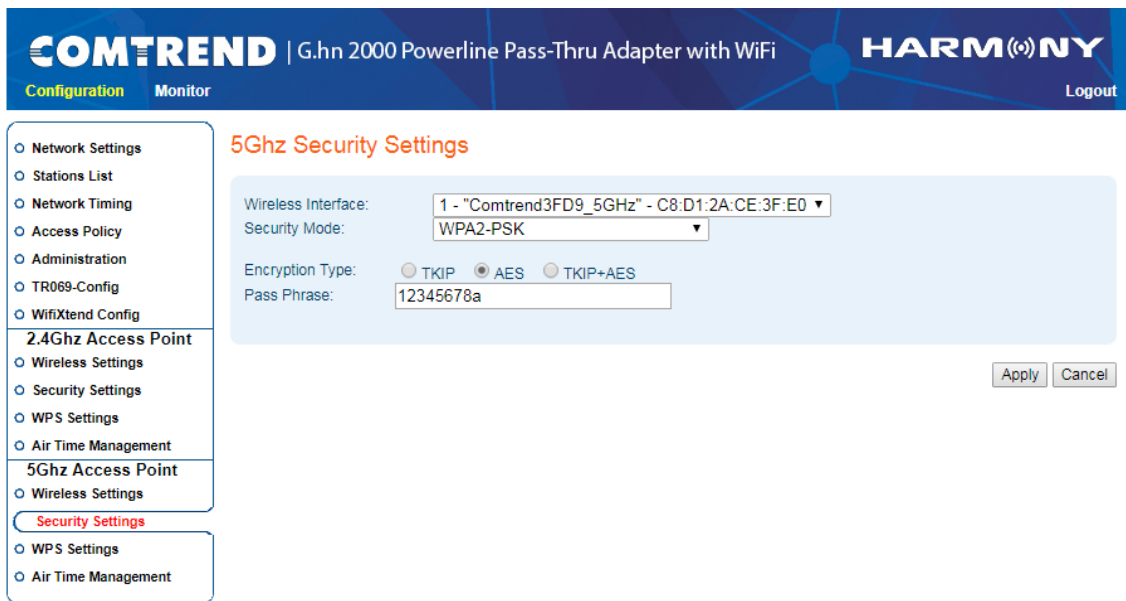 COMTREND | G.hn 2000 Powerline Pass-Thru Adapter with WiFi HARMONY
Configuration Monitor Logout
Network Settings
Stations List
Network Timing
Access Policy
Administration
TR069-Config
WifiXtend Config
2.4Ghz Access Point
Wireless Settings
Security Settings
WPS Settings
Air Time Management
5Ghz Access Point
Wireless Settings
Security Settings
WPS Settings
Air Time Management
5Ghz Security Settings
Wireless Interface: 1 - "Comtrend3FD9_5GHz" - C8:D1:2A:CE:3F:E0
Security Mode: WPA2-PSK
Encryption Type: TKIP AES TKIP+AES
Pass Phrase: 12345678a
Apply Cancel